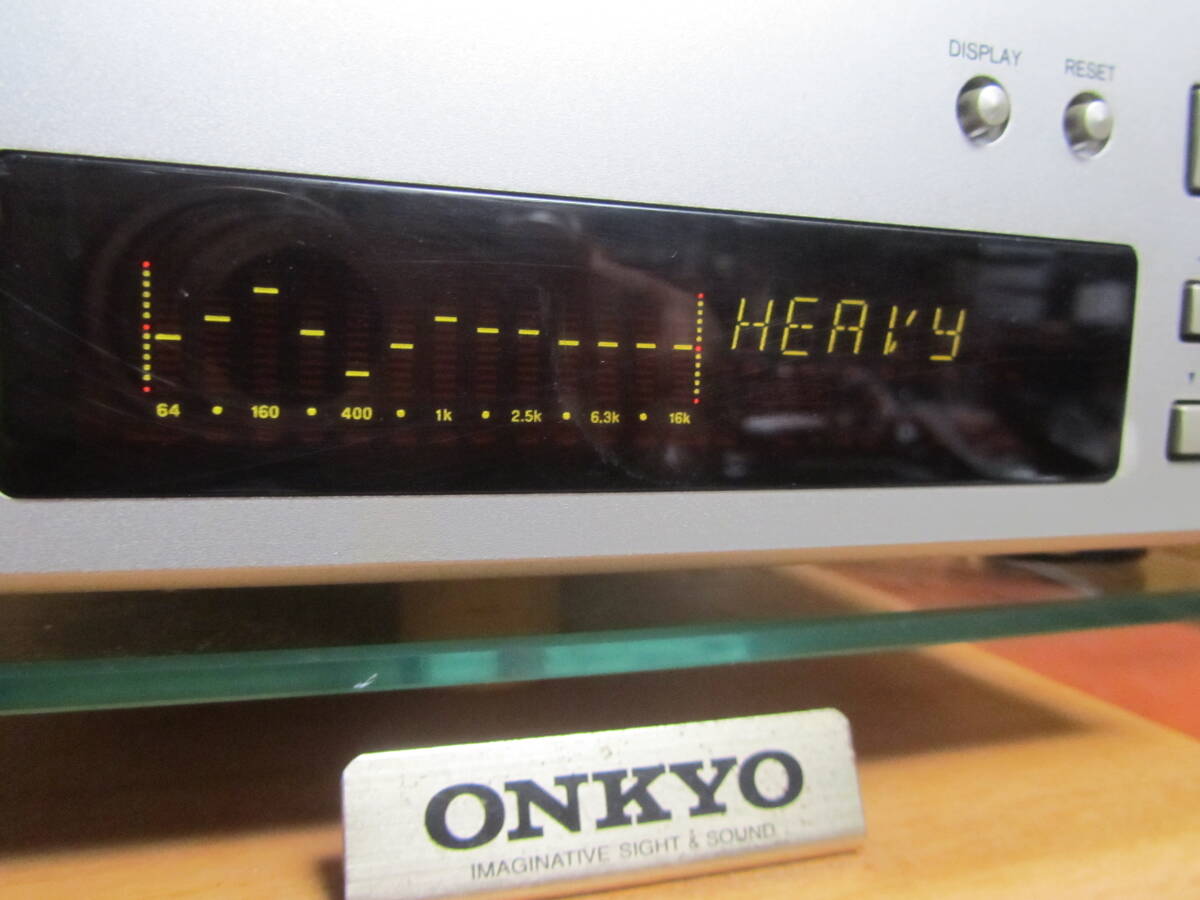 DISPLAY RESET
HEAVY
64 • 160 • 400 • 1k • 2.5k • 6.3k • 16k
ONKYO
IMAGINATIVE SIGHT & SOUND